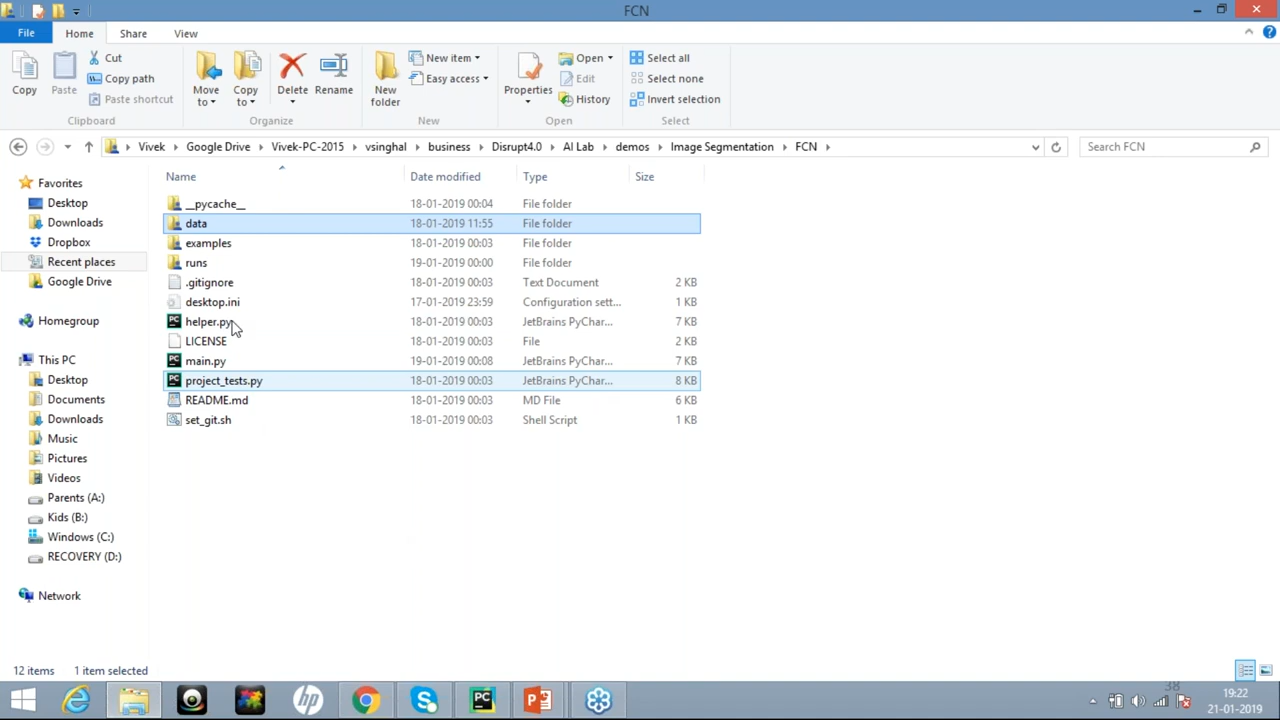 FCN
File Home Share View
Copy Paste Cut Copy path Paste shortcut Move to Copy to Delete Rename New folder New item Easy access Properties Open Edit History Select all Select none Invert selection
Clipboard Organize New Open Select
Vivek Google Drive Vivek-PC-2015 vsinghal business Disrupt4.0 AI Lab demos Image Segmentation FCN Search FCN
Name Date modified Type Size
__pycache__ 18-01-2019 00:04 File folder
data 18-01-2019 11:55 File folder
examples 18-01-2019 00:03 File folder
runs 19-01-2019 00:00 File folder
.gitignore 18-01-2019 00:03 Text Document 2 KB
desktop.ini 17-01-2019 23:59 Configuration sett... 1 KB
helper.py 18-01-2019 00:03 JetBrains PyChar... 7 KB
LICENSE 18-01-2019 00:03 File 2 KB
main.py 19-01-2019 00:08 JetBrains PyChar... 7 KB
project_tests.py 18-01-2019 00:03 JetBrains PyChar... 8 KB
README.md 18-01-2019 00:03 MD File 6 KB
set_git.sh 18-01-2019 00:03 Shell Script 1 KB
Favorites
Desktop
Downloads
Dropbox
Recent places
Google Drive
Homegroup
This PC
Desktop
Documents
Downloads
Music
Pictures
Videos
Parents (A:)
Kids (B:)
Windows (C:)
RECOVERY (D:)
Network
12 items 1 item selected
38
19:22
21-01-2019